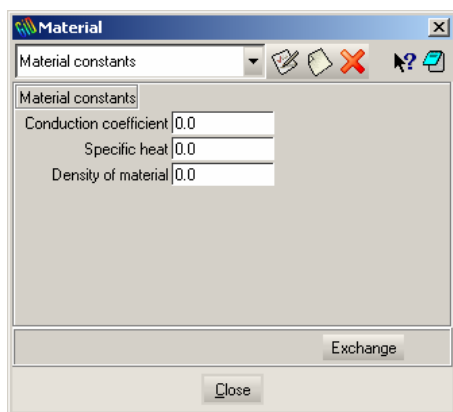 Material
Material constants
Material constants
Conduction coefficient 0.0
Specific heat 0.0
Density of material 0.0
Exchange
Close